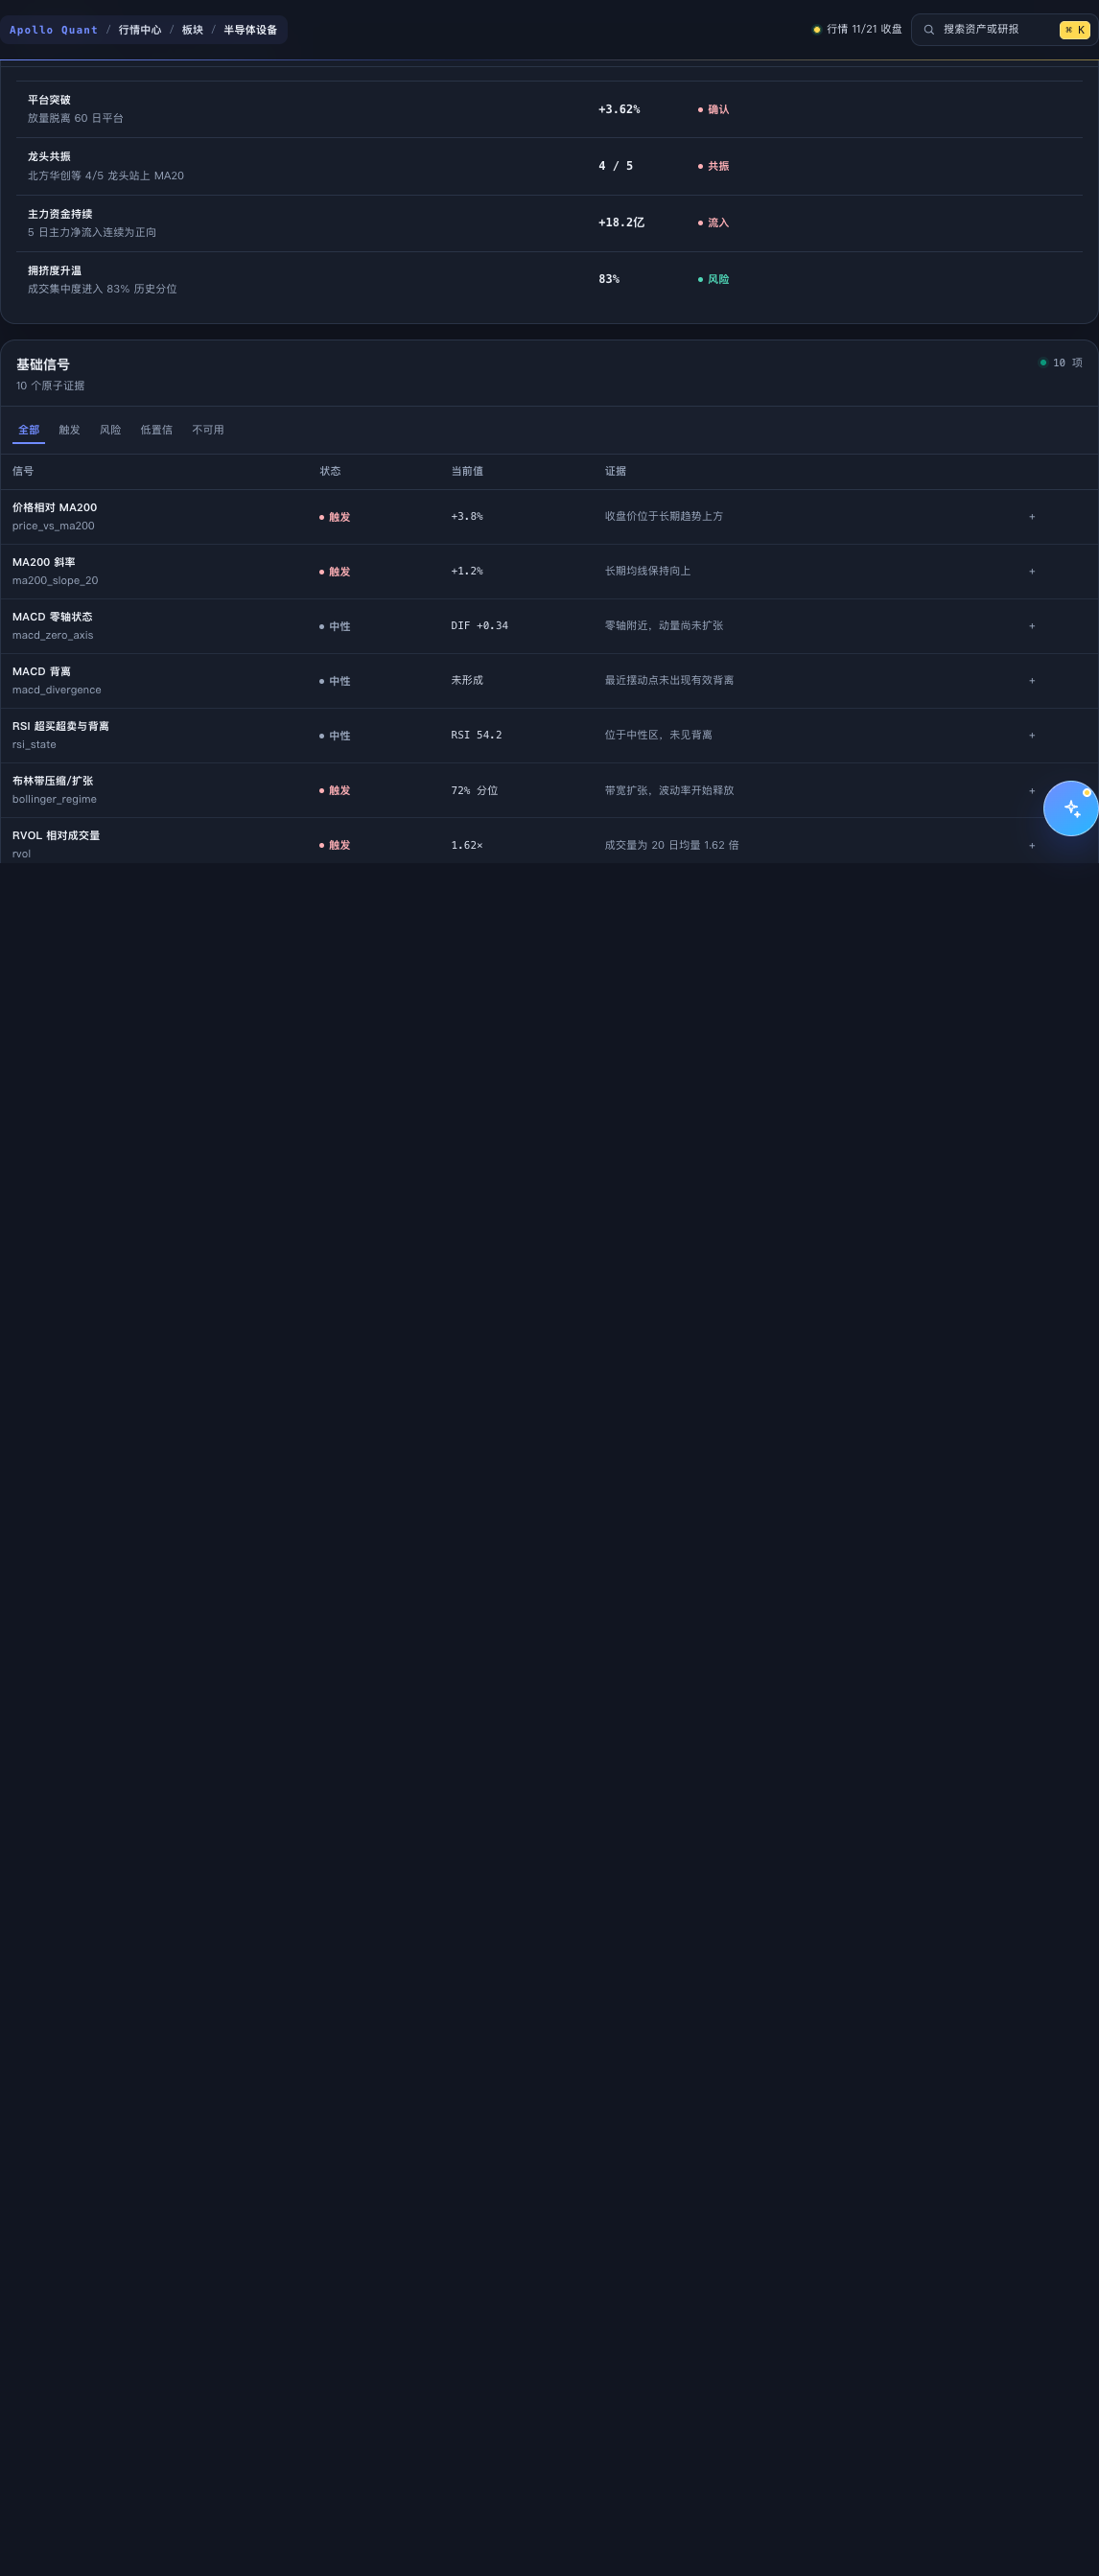 Apollo Quant / 行情中心 / 板块 / 半导体设备
行情 11/21 收盘
搜索资产或研报
⌘ K
平台突破
放量脱离 60 日平台
+3.62%
确认
龙头共振
北方华创等 4/5 龙头站上 MA20
4 / 5
共振
主力资金持续
5 日主力净流入连续为正向
+18.2亿
流入
拥挤度升温
成交集中度进入 83% 历史分位
83%
风险
基础信号
10 个原子证据
10 项
全部 触发 风险 低置信 不可用
信号 状态 当前值 证据
价格相对 MA200
price_vs_ma200
触发
+3.8%
收盘价位于长期趋势上方
+
MA200 斜率
ma200_slope_20
触发
+1.2%
长期均线保持向上
+
MACD 零轴状态
macd_zero_axis
中性
DIF +0.34
零轴附近，动量尚未扩张
+
MACD 背离
macd_divergence
中性
未形成
最近摆动点未出现有效背离
+
RSI 超买超卖与背离
rsi_state
中性
RSI 54.2
位于中性区，未见背离
+
布林带压缩/扩张
bollinger_regime
触发
72% 分位
带宽扩张，波动率开始释放
+
RVOL 相对成交量
rvol
触发
1.62×
成交量为 20 日均量 1.62 倍
+